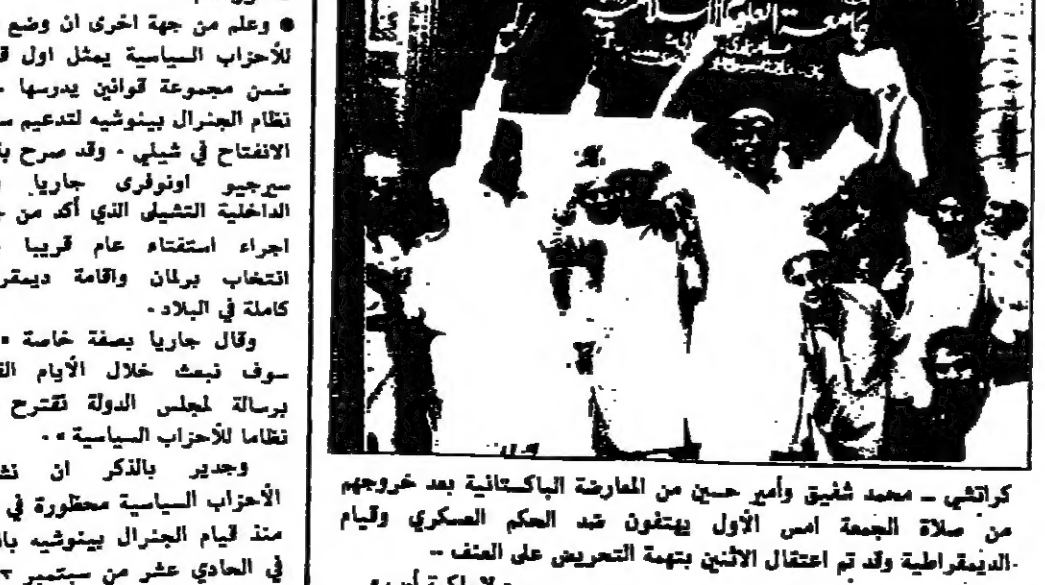 ● وعلم من جهة اخرى ان وضع
للأحزاب السياسية يمثل اول
ضمن مجموعة قوانين يدرسها
نظام الجنرال بينوشيه لتدعيم
الانفتاح في شيلي - وقد صرح
سيرجيو اونوفرى جاريا
الداخلية التشيلى الذي أكد من
اجراء استفتاء عام قريبا
انتخاب برلمان واقامة
كاملة في البلاد -
وقال جاريا بصفة خاصة «
سوف نبعث خلال الأيام
برسالة لمجلس الدولة نقترح
نظاما للأحزاب السياسية » -
وجدير بالذكر ان
الأحزاب السياسية محظورة في
منذ قيام الجنرال بينوشيه
في الحادي عشر من سبتمبر
العلوم
كراتشي ــ محمد شفيق وأمير حسين من المعارضة الباكستانية بعد خروجهم
من صلاة الجمعة امس الأول يهتفون ضد الحكم العسكري وقيام
الديمقراطية وقد تم اعتقال الاثنين بتهمة التحريض على العنف --